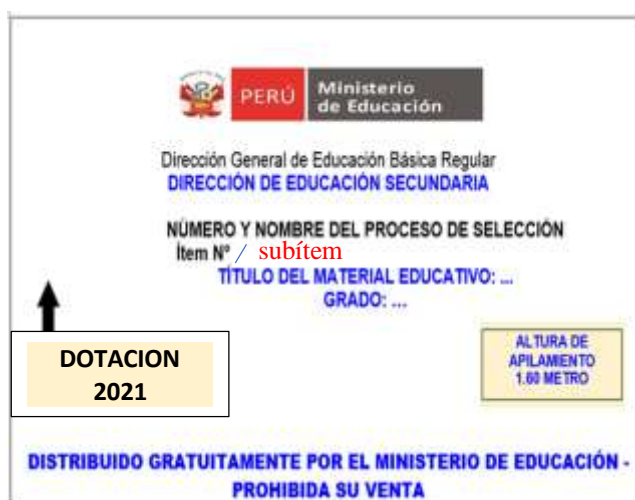 PERÚ Ministerio
de Educación
Dirección General de Educación Básica Regular
DIRECCIÓN DE EDUCACIÓN SECUNDARIA
NÚMERO Y NOMBRE DEL PROCESO DE SELECCIÓN
Ítem Nº / subítem
TÍTULO DEL MATERIAL EDUCATIVO: ...
GRADO: ...
DOTACION
2021
ALTURA DE
APILAMIENTO
1.60 METRO
DISTRIBUIDO GRATUITAMENTE POR EL MINISTERIO DE EDUCACIÓN -
PROHIBIDA SU VENTA